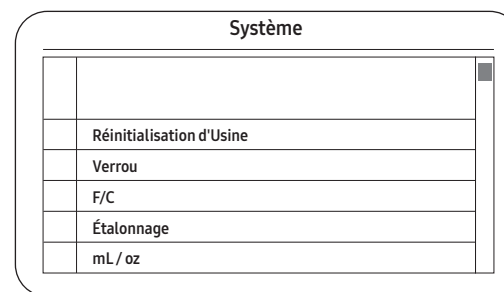 Système
Réinitialisation d'Usine
Verrou
F/C
Étalonnage
mL / oz